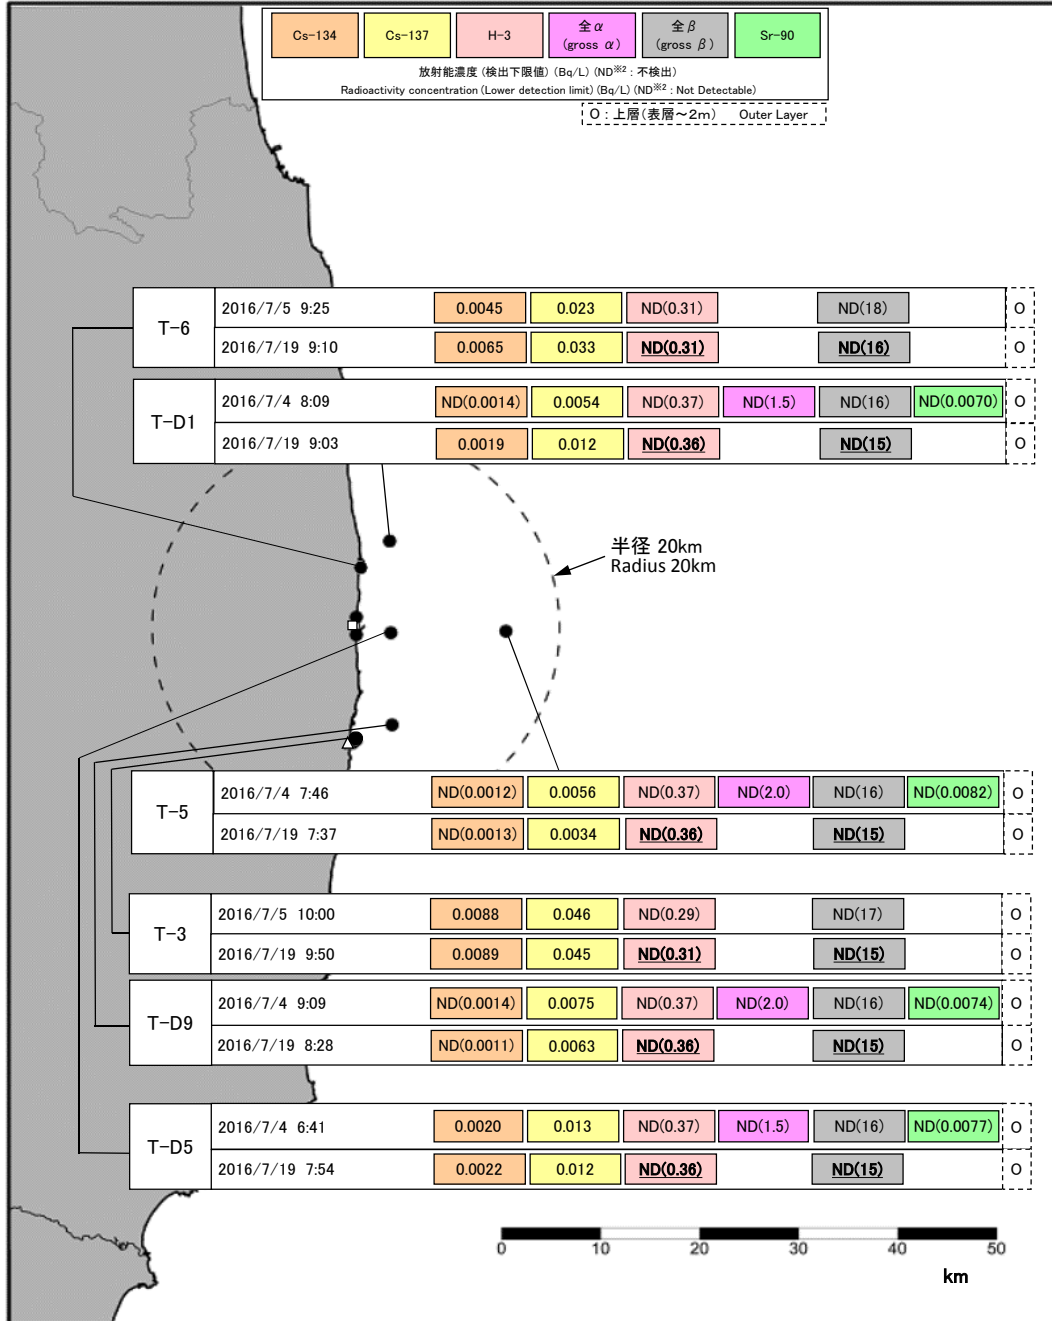 Cs-134 Cs-137 H-3 全α (gross α) 全β (gross β) Sr-90
放射能濃度(検出下限値)(Bq/L)(ND※2：不検出)
Radioactivity concentration(Lower detection limit)(Bq/L)(ND※2：Not Detectable)
O：上層(表層～2m) Outer Layer
T-6
2016/7/5 9:25 0.0045 0.023 ND(0.31) ND(18) O
2016/7/19 9:10 0.0065 0.033 ND(0.31) ND(16) O
T-D1
2016/7/4 8:09 ND(0.0014) 0.0054 ND(0.37) ND(1.5) ND(16) ND(0.0070) O
2016/7/19 9:03 0.0019 0.012 ND(0.36) ND(15) O
半径 20km
Radius 20km
T-5
2016/7/4 7:46 ND(0.0012) 0.0056 ND(0.37) ND(2.0) ND(16) ND(0.0082) O
2016/7/19 7:37 ND(0.0013) 0.0034 ND(0.36) ND(15) O
T-3
2016/7/5 10:00 0.0088 0.046 ND(0.29) ND(17) O
2016/7/19 9:50 0.0089 0.045 ND(0.31) ND(15) O
T-D9
2016/7/4 9:09 ND(0.0014) 0.0075 ND(0.37) ND(2.0) ND(16) ND(0.0074) O
2016/7/19 8:28 ND(0.0011) 0.0063 ND(0.36) ND(15) O
T-D5
2016/7/4 6:41 0.0020 0.013 ND(0.37) ND(1.5) ND(16) ND(0.0077) O
2016/7/19 7:54 0.0022 0.012 ND(0.36) ND(15) O
0 10 20 30 40 50
km